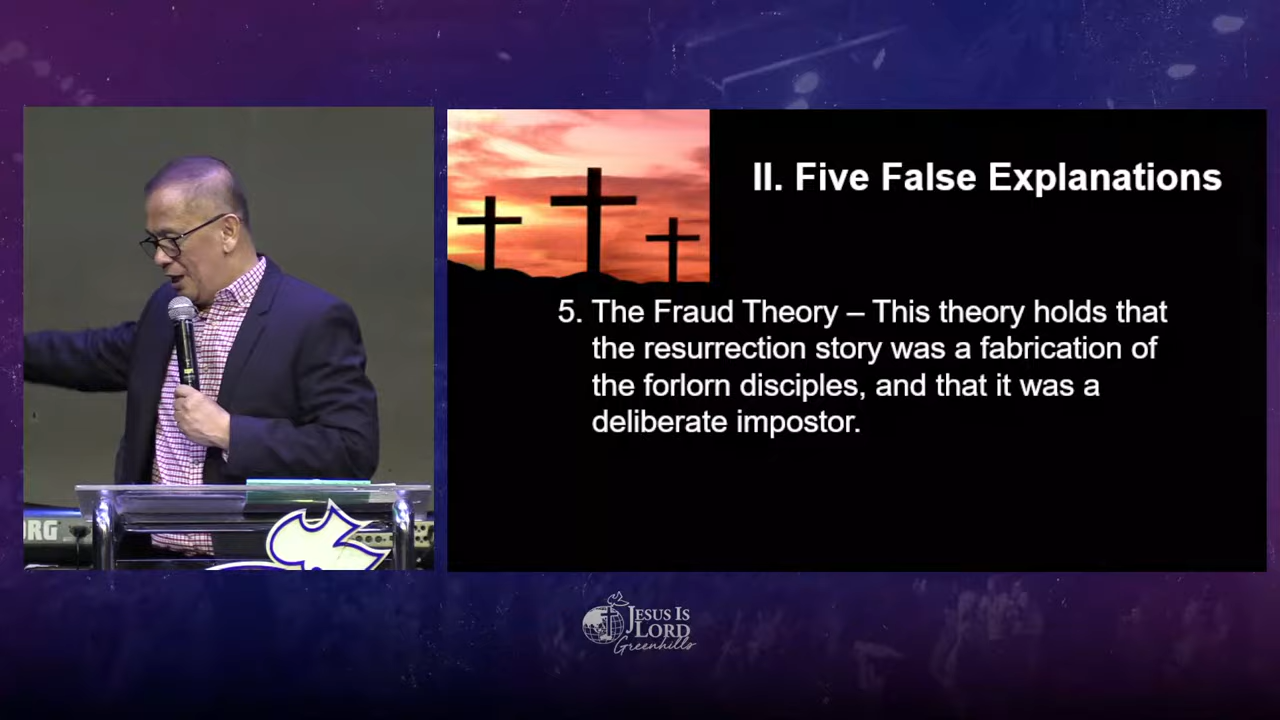 II. Five False Explanations
5. The Fraud Theory – This theory holds that
the resurrection story was a fabrication of
the forlorn disciples, and that it was a
deliberate impostor.
ORG
JESUS IS
LORD
Greenhills